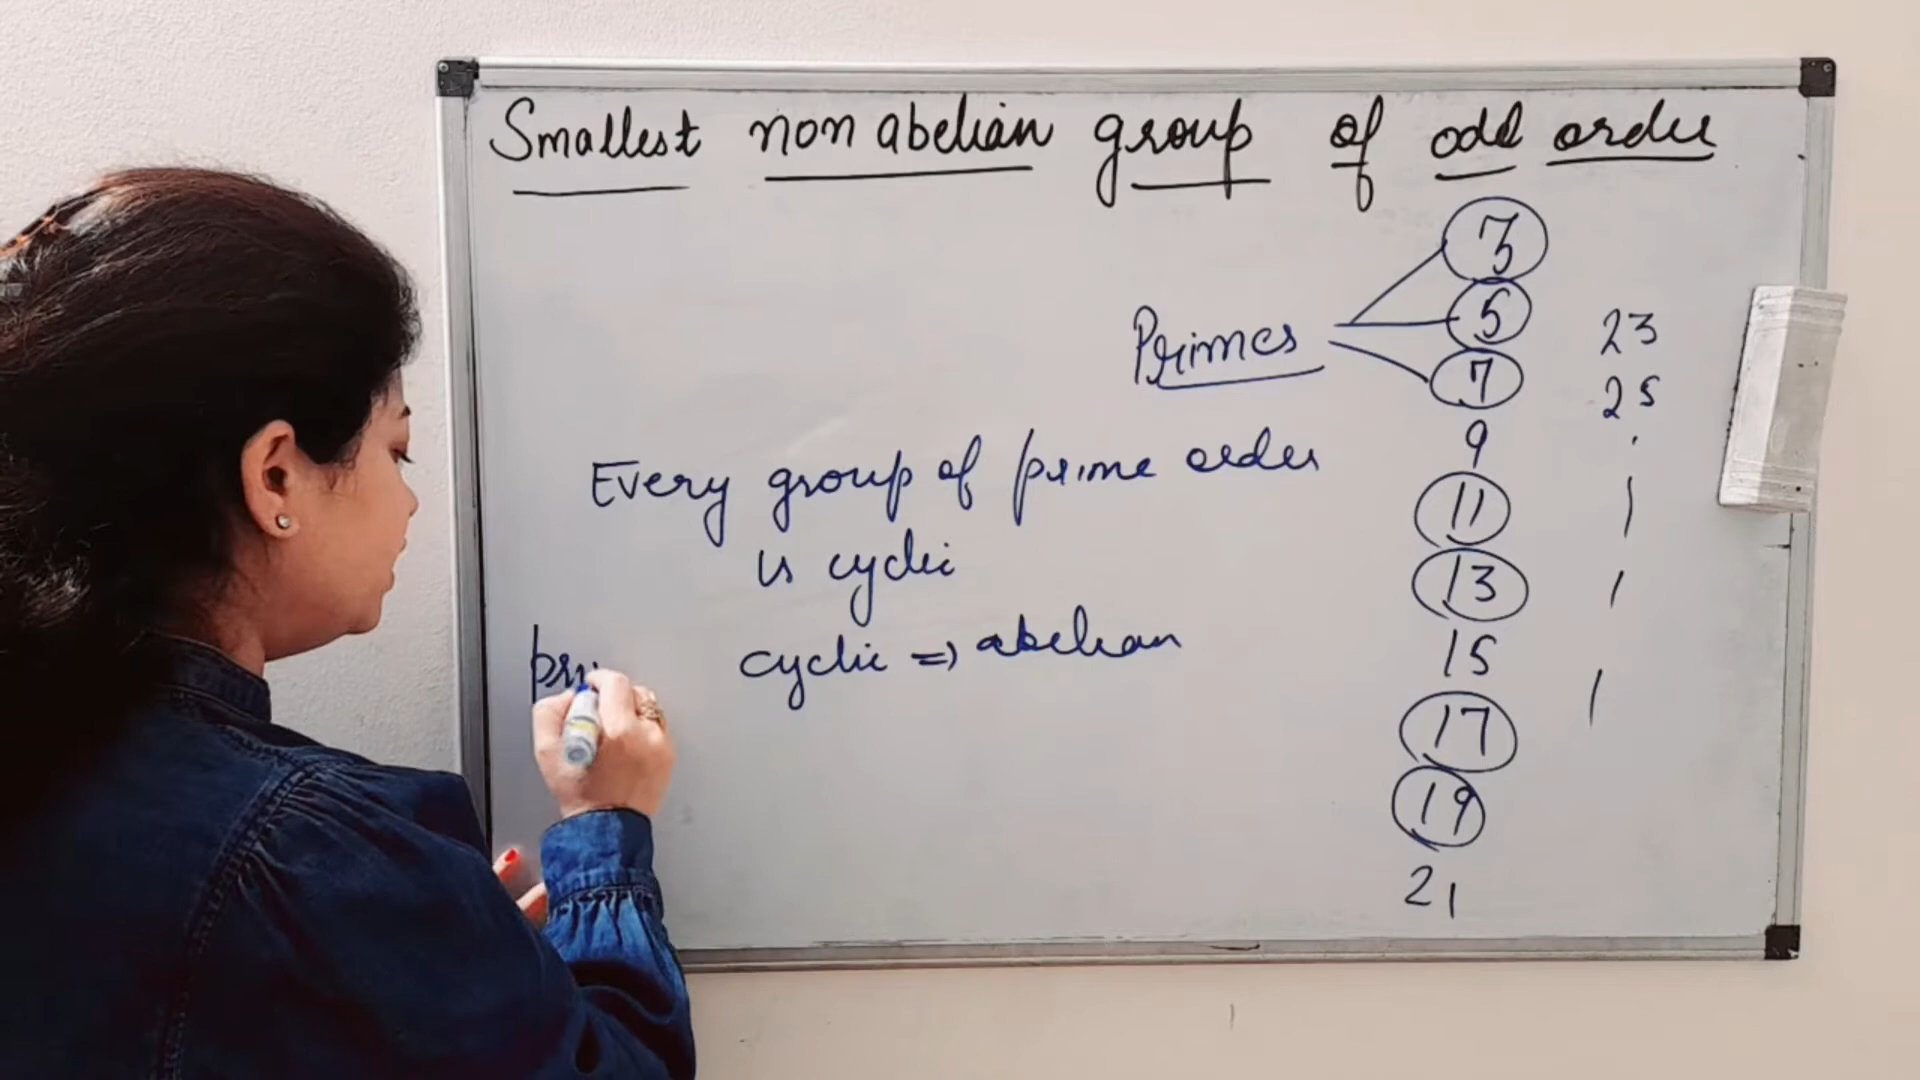 Smallest non abelian group of odd order
3
Primes 5 23
7 25
9
Every group of prime order 11
is cyclic 13
pri cyclic => abelian 15
17
19
21